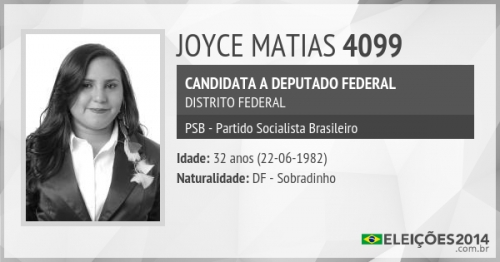 JOYCE MATIAS 4099
CANDIDATA A DEPUTADO FEDERAL
DISTRITO FEDERAL
PSB - Partido Socialista Brasileiro
Idade: 32 anos (22-06-1982)
Naturalidade: DF - Sobradinho
ELEIÇÕES2014
.com.br